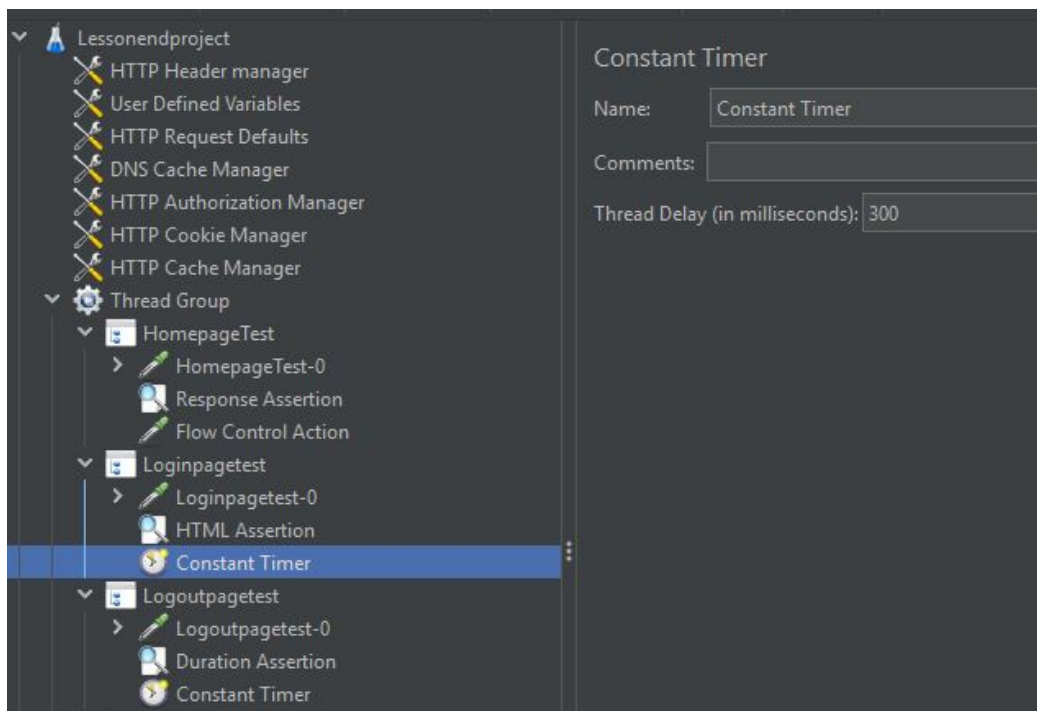 Lessonendproject
HTTP Header manager
User Defined Variables
HTTP Request Defaults
DNS Cache Manager
HTTP Authorization Manager
HTTP Cookie Manager
HTTP Cache Manager
Thread Group
HomepageTest
HomepageTest-0
Response Assertion
Flow Control Action
Loginpagetest
Loginpagetest-0
HTML Assertion
Constant Timer
Logoutpagetest
Logoutpagetest-0
Duration Assertion
Constant Timer
Constant Timer
Name: Constant Timer
Comments:
Thread Delay (in milliseconds): 300